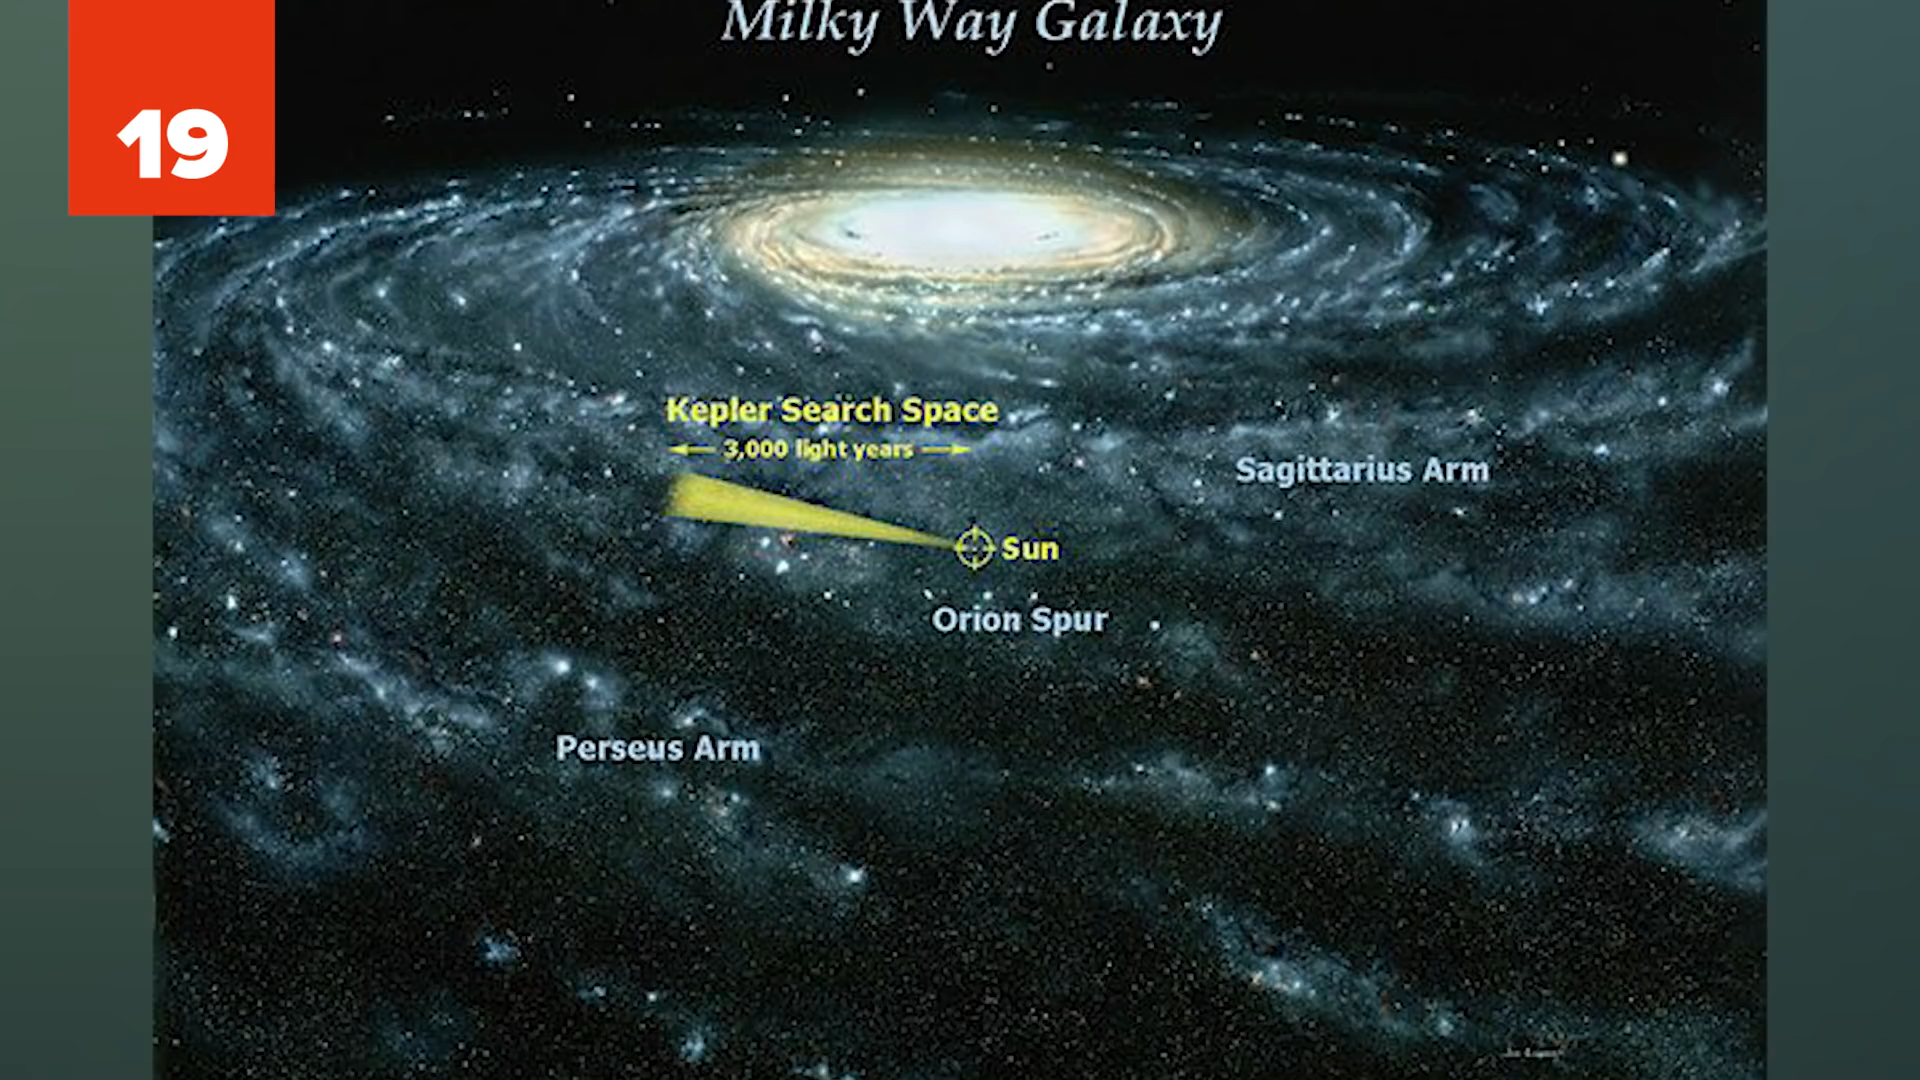 Milky Way Galaxy
19
Kepler Search Space
3,000 light years
Sagittarius Arm
Sun
Orion Spur
Perseus Arm